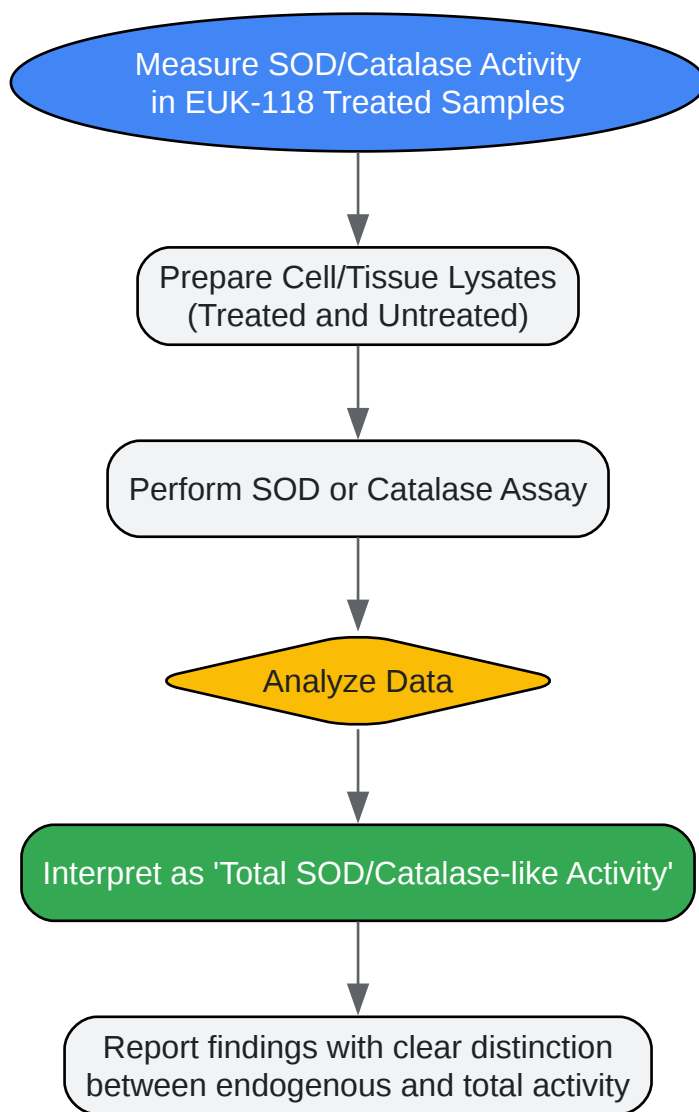 Measure SOD/Catalase Activity
in EUK-118 Treated Samples
Prepare Cell/Tissue Lysates
(Treated and Untreated)
Perform SOD or Catalase Assay
Analyze Data
Interpret as 'Total SOD/Catalase-like Activity'
Report findings with clear distinction
between endogenous and total activity